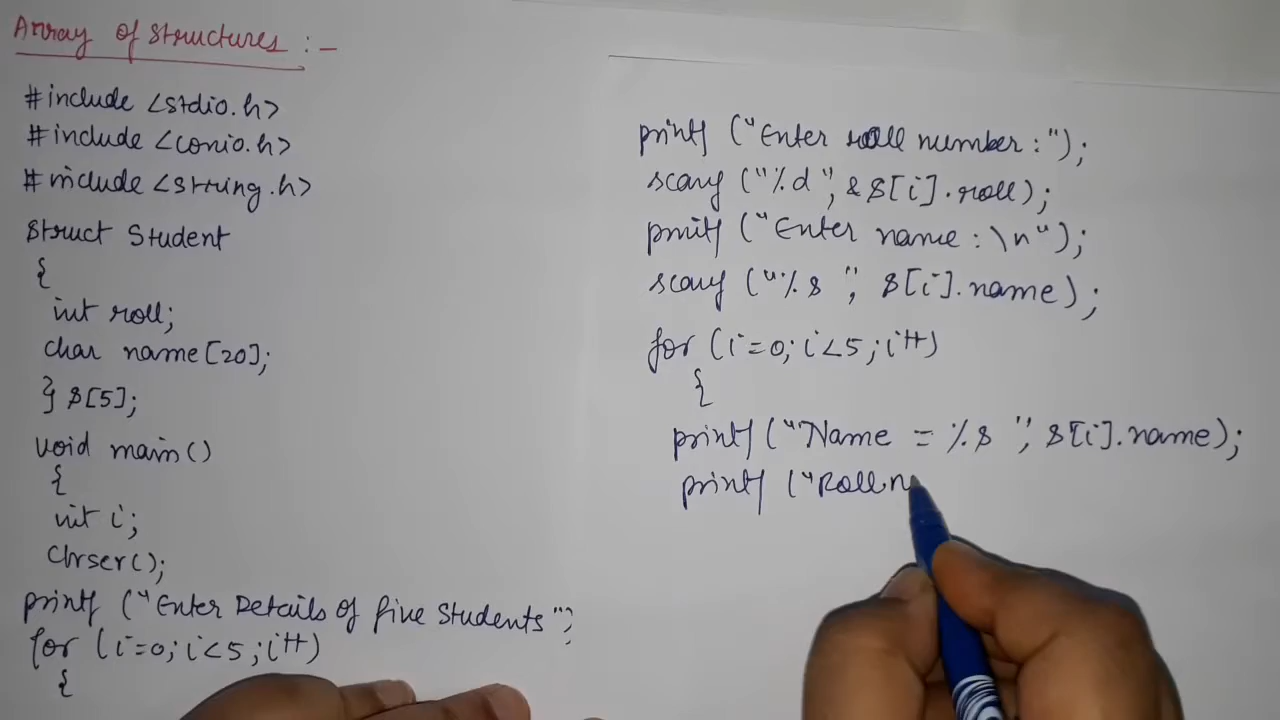 Array of Structures :-
#include <stdio.h>
#include <conio.h>
#include <string.h>
Struct Student
{
int roll;
char name[20];
} S[5];
void main()
{
int i;
Clrscr();
printf ("Enter Details of five Students";
for (i=0; i<5; i++)
{
printf ("Enter roll number :");
scanf ("%d", &S[i].roll);
printf ("Enter name : \n");
scanf ("%s", S[i].name);
for (i=0; i<5; i++)
{
printf ("Name = %s ", S[i].name);
printf ("Roll n